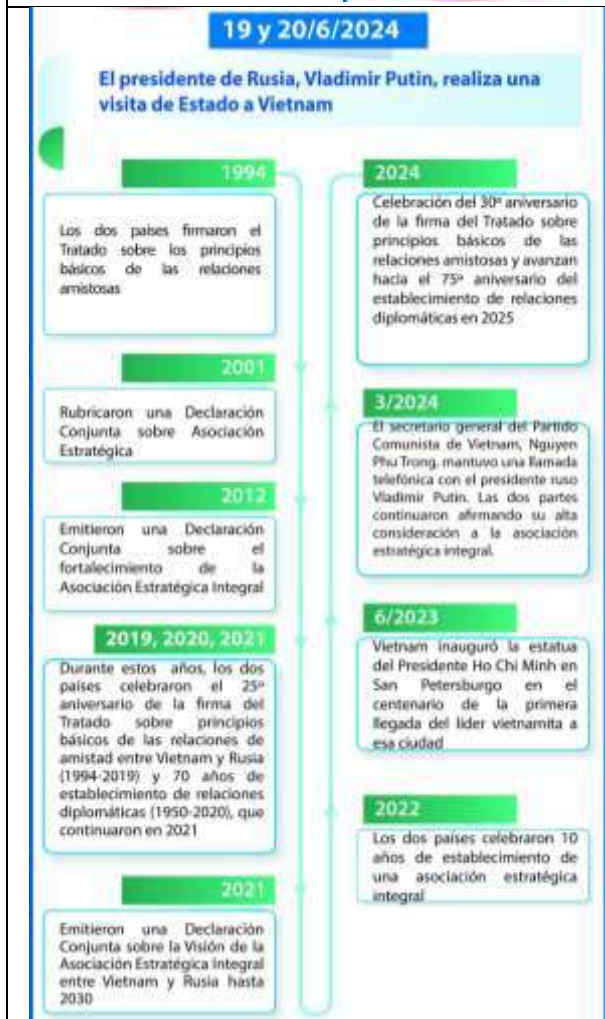 19 y 20/6/2024
El presidente de Rusia, Vladimir Putin, realiza una
visita de Estado a Vietnam
1994
Los dos países firmaron el
Tratado sobre los principios
básicos de las relaciones
amistosas
2001
Rubricaron una Declaración
Conjunta sobre Asociación
Estratégica
2012
Emitieron una Declaración
Conjunta sobre el
fortalecimiento de la
Asociación Estratégica Integral
2019, 2020, 2021
Durante estos años, los dos
países celebraron el 25º
aniversario de la firma del
Tratado sobre principios
básicos de las relaciones de
amistad entre Vietnam y Rusia
(1994-2019) y 70 años de
establecimiento de relaciones
diplomáticas (1950-2020), que
continuaron en 2021
2021
Emitieron una Declaración
Conjunta sobre la Visión de la
Asociación Estratégica Integral
entre Vietnam y Rusia hasta
2030
2024
Celebración del 30º aniversario
de la firma del Tratado sobre
principios básicos de las
relaciones amistosas y avanzan
hacia el 75º aniversario del
establecimiento de relaciones
diplomáticas en 2025
3/2024
El secretario general del Partido
Comunista de Vietnam, Nguyen
Phu Trong, mantuvo una llamada
telefónica con el presidente ruso
Vladimir Putin. Las dos partes
continuaron afirmando su alta
consideración a la asociación
estratégica integral.
6/2023
Vietnam inauguró la estatua
del Presidente Ho Chi Minh en
San Petersburgo en el
centenario de la primera
llegada del líder vietnamita a
esa ciudad
2022
Los dos países celebraron 10
años de establecimiento de
una asociación estratégica
integral